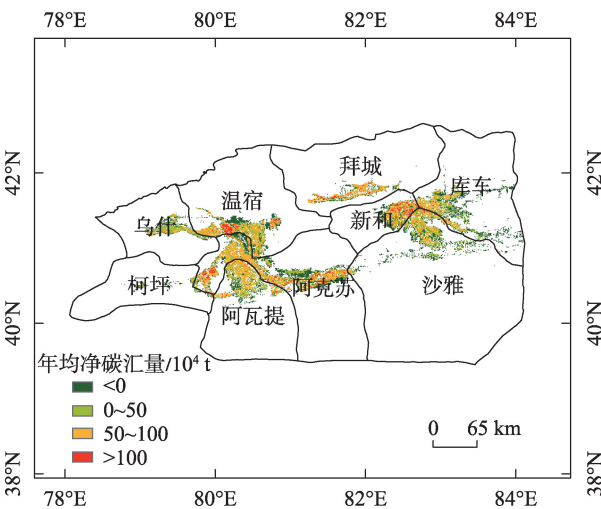 78°E 80°E 82°E 84°E
42°N 42°N
拜城
库车
温宿
乌什
新和
柯坪
阿克苏
沙雅
阿瓦提
40°N 40°N
年均净碳汇量/10⁴ t
<0
0~50
50~100
>100
0 65 km
38°N 38°N
78°E 80°E 82°E 84°E